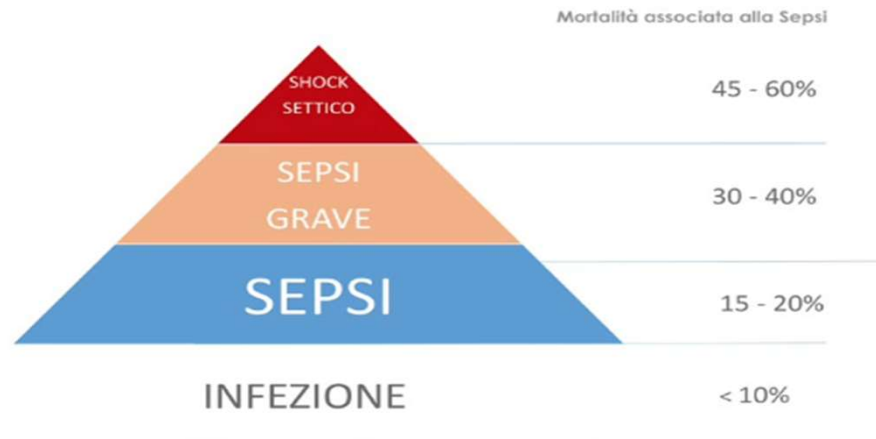 Mortalità associata alla Sepsi
SHOCK
SETTICO
45 - 60%
SEPSI
GRAVE
30 - 40%
SEPSI
15 - 20%
INFEZIONE
< 10%